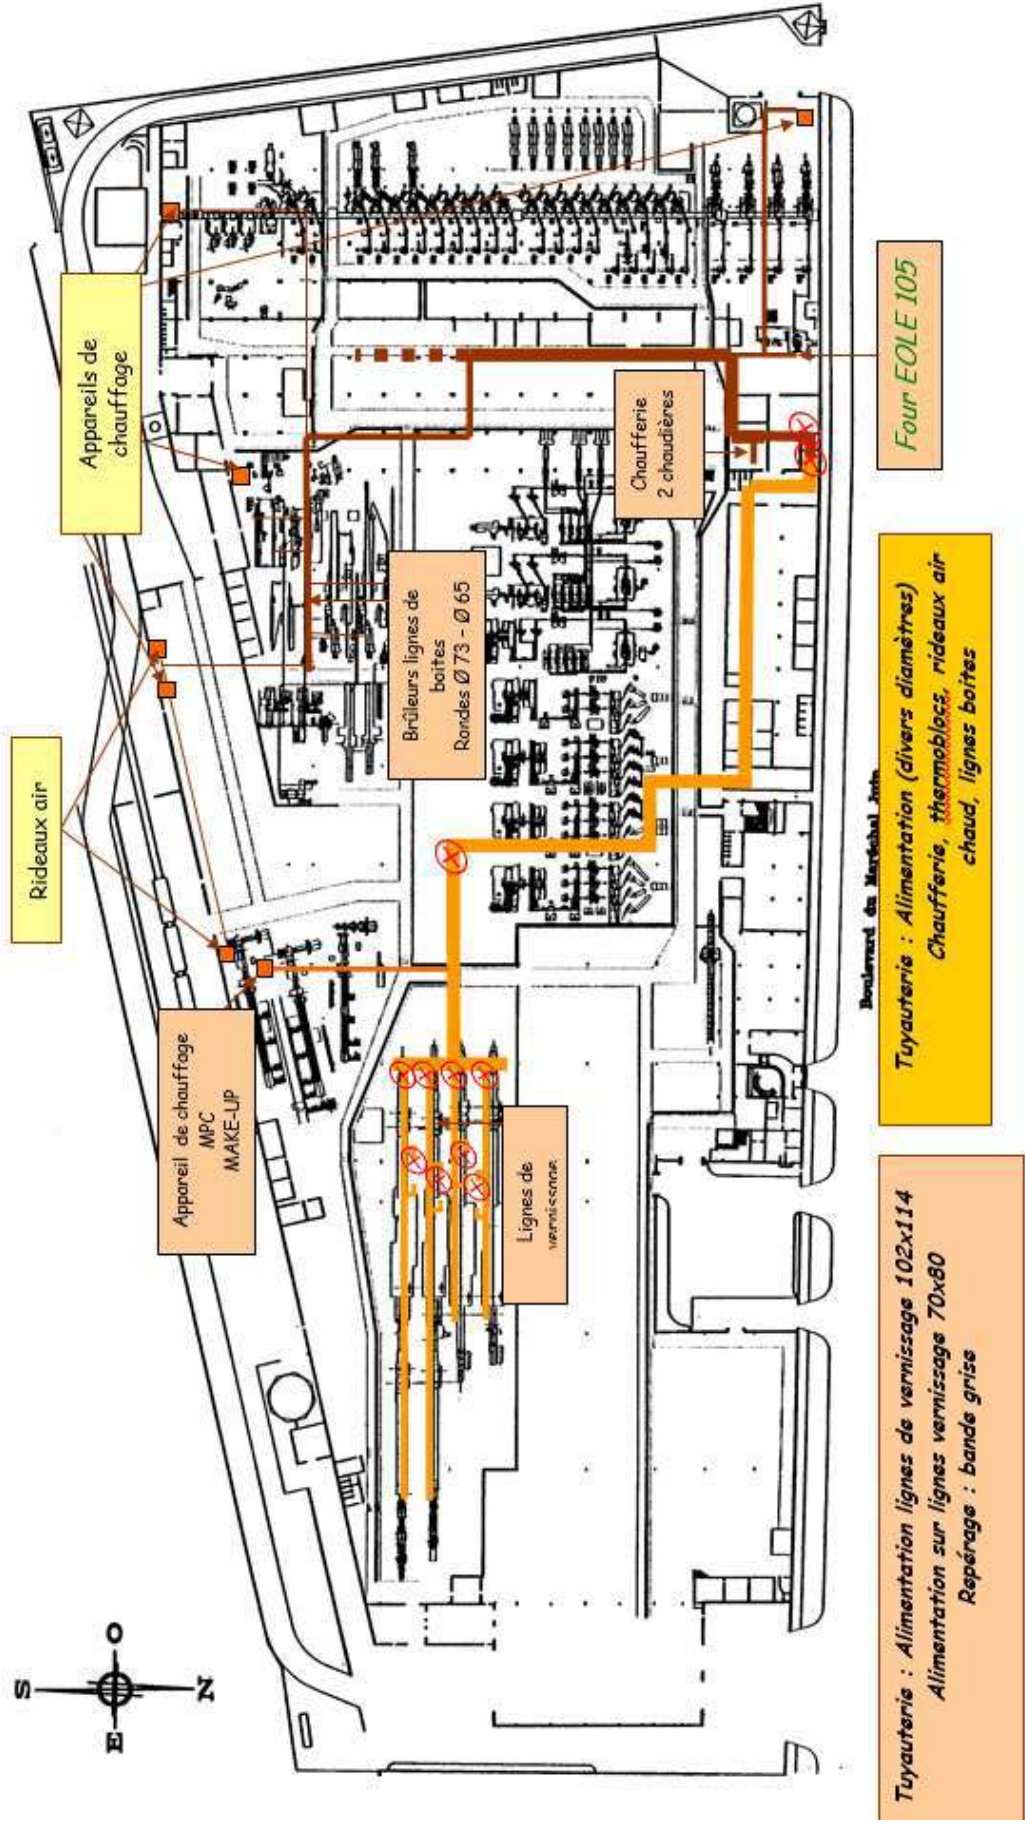 Appareils de
chauffage
Rideaux air
Four EOLE 105
Chaufferie
2 chaudières
Brûleurs lignes de
boites
Rondes Ø 73 - Ø 65
Appareil de chauffage
MPC
MAKE-UP
Lignes de
vernissage
Boulevard du Maréchal Juin
Tuyauterie : Alimentation (divers diamètres)
Chaufferie, thermoblocs, rideaux air
chaud, lignes boites
Tuyauterie : Alimentation lignes de vernissage 102x114
Alimentation sur lignes vernissage 70x80
Repérage : bande grise
S
O
E
N